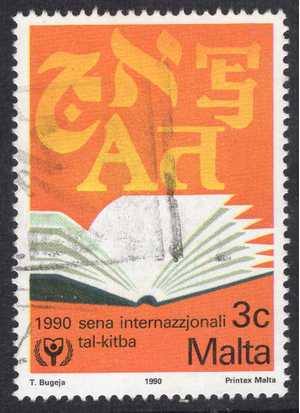 ج א
A
1990 sena internazzjonali 3c
tal-kitba Malta
T. Bugeja 1990 Printex Malta